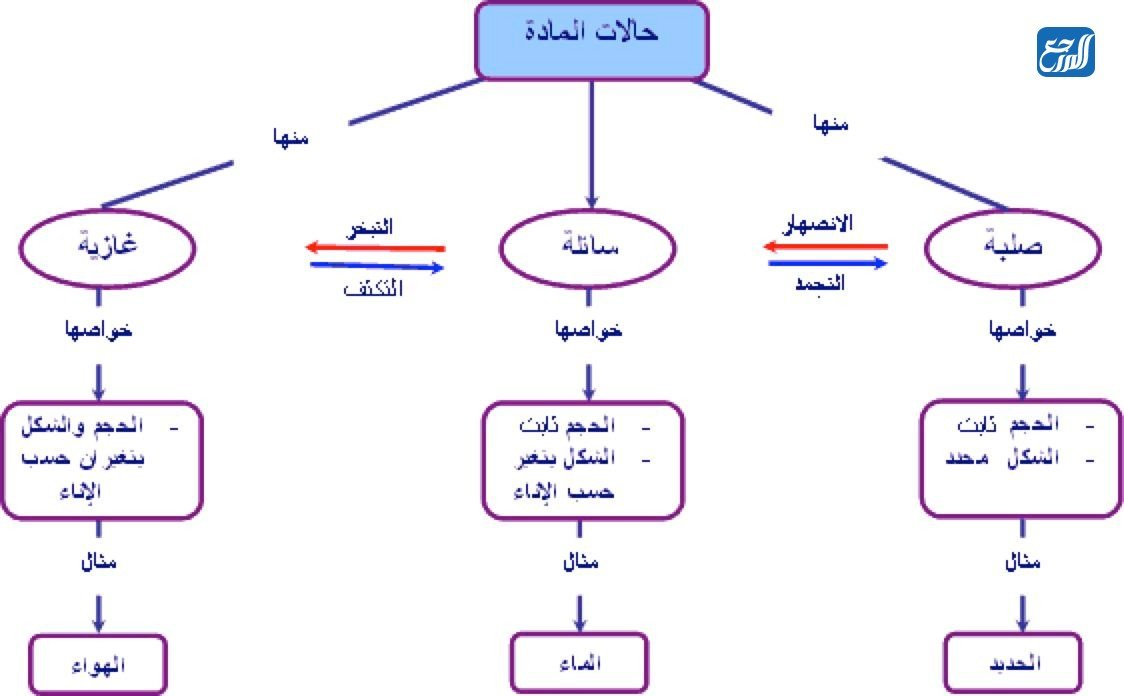 حالات المادة
المرجع
منها
منها
صلبة
الانصهار
التجمد
سائلة
التبخر
التكثف
غازية
خواصها
خواصها
خواصها
- الحجم ثابت
- الشكل محدد
- الحجم ثابت
- الشكل يتغير
حسب الإناء
- الحجم والشكل
يتغيران حسب
الإناء
مثال
مثال
مثال
الحديد
الماء
الهواء